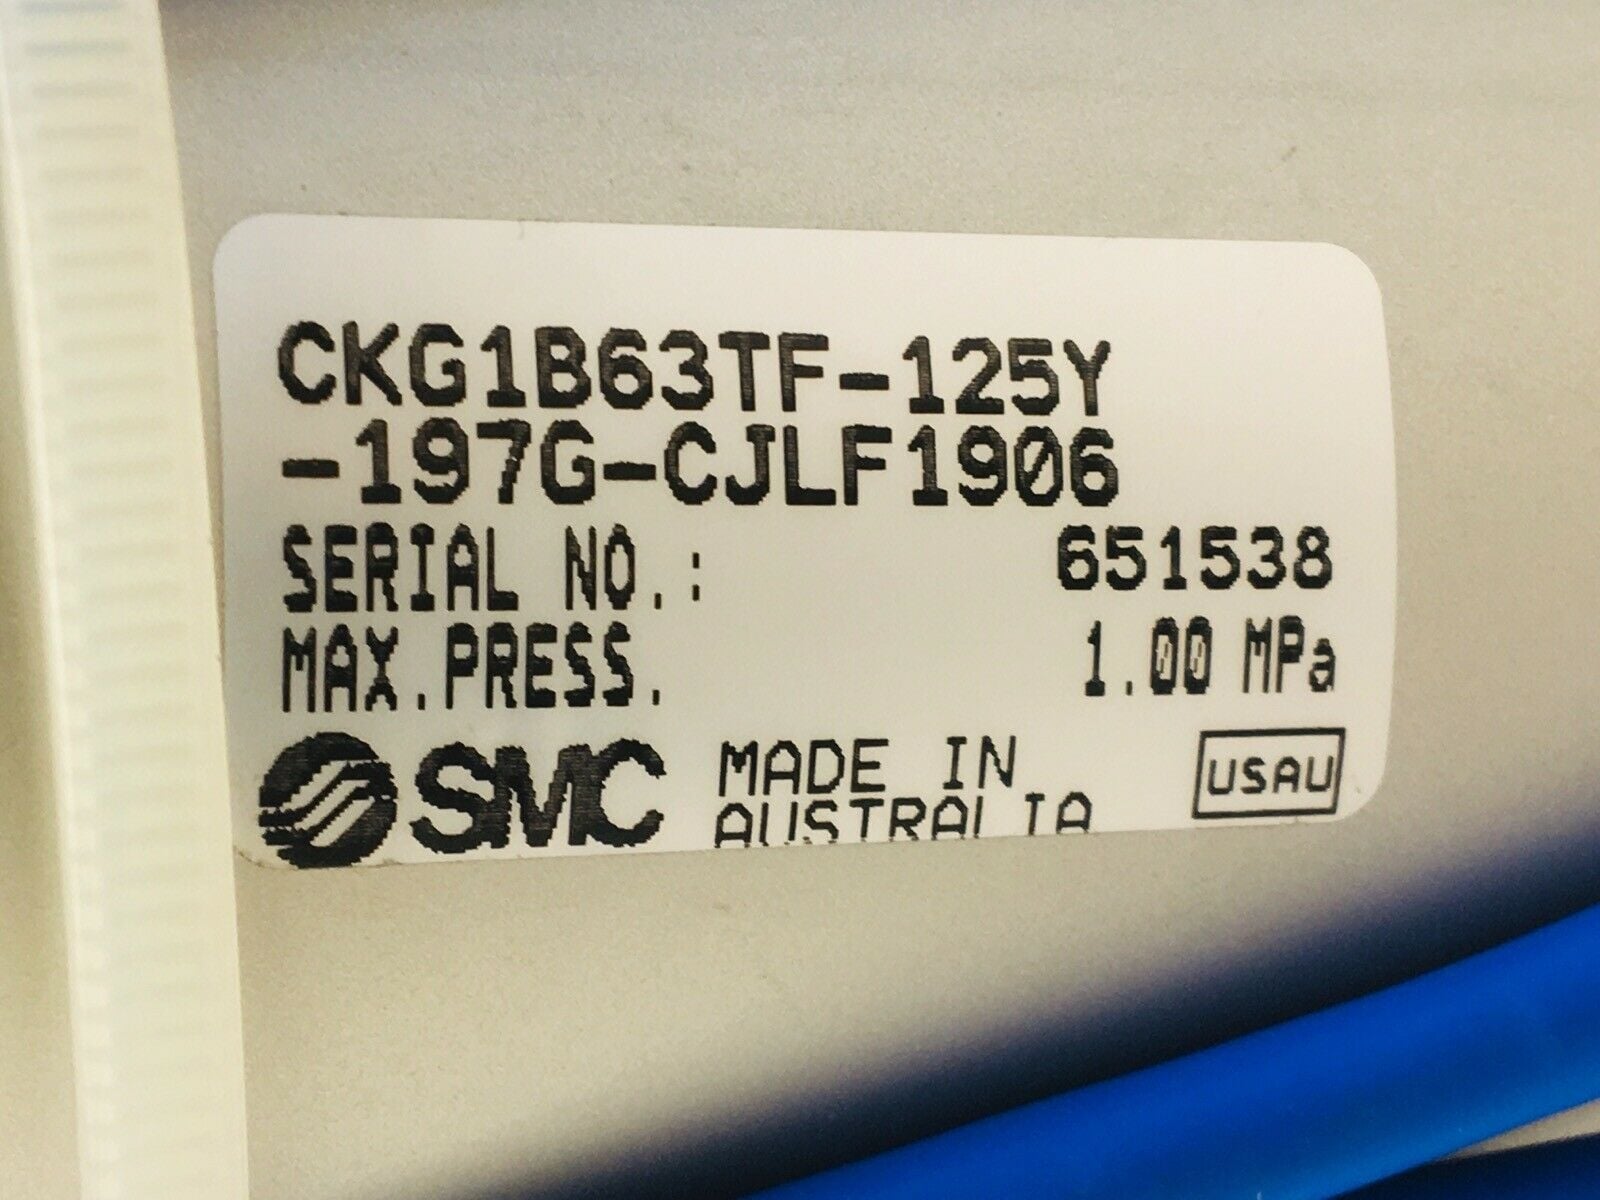 CKG1B63TF-125Y
-197G-CJLF1906
SERIAL NO.: 651538
MAX.PRESS. 1.00 MPa
SMC MADE IN USAU
AUSTRALIA